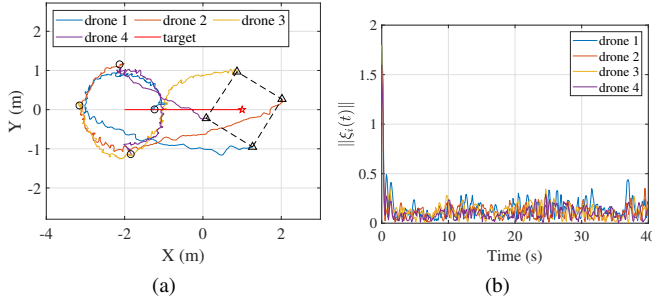 drone 1 drone 2 drone 3
drone 4 target
2
1
0
-1
-2
Y (m)
-4 -2 0 2
X (m)
(a)
2
1.5
1
0.5
0
||ξi(t)||
drone 1
drone 2
drone 3
drone 4
0 10 20 30 40
Time (s)
(b)